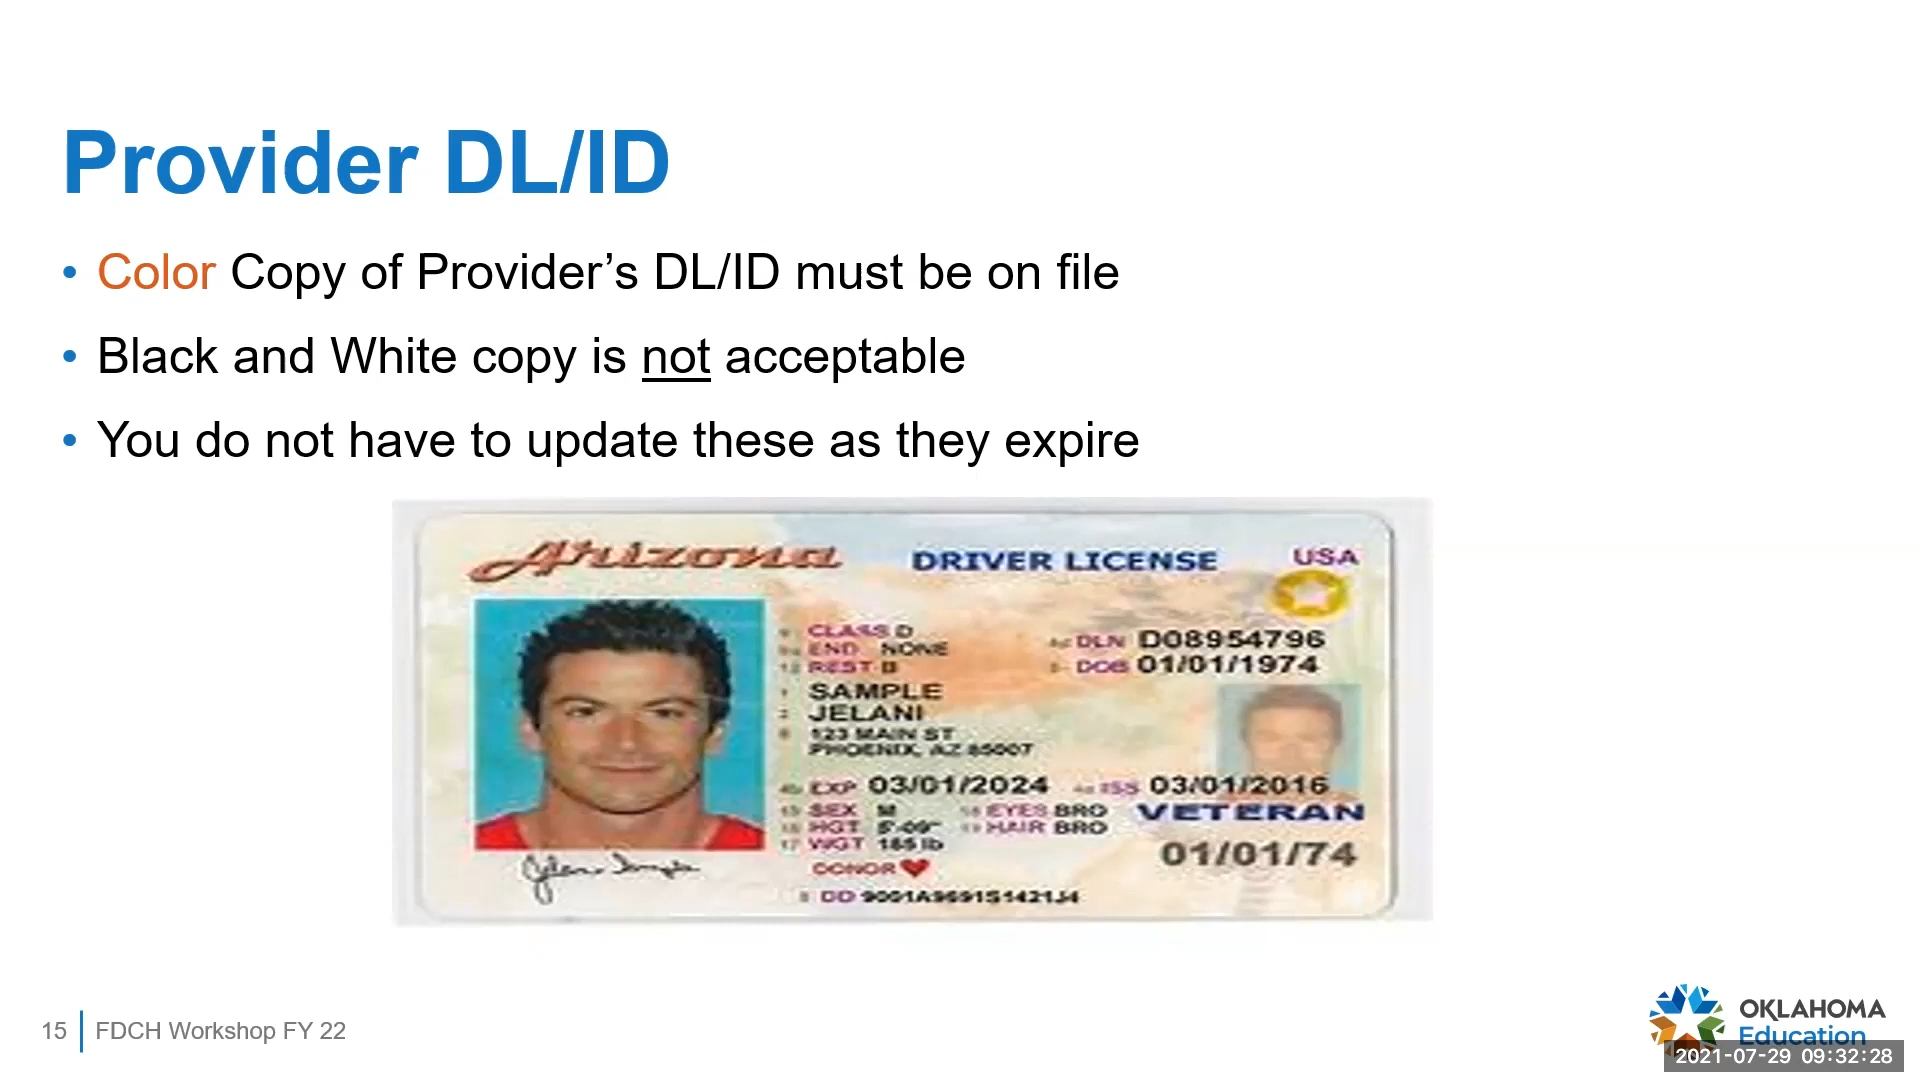 Provider DL/ID
• Color Copy of Provider’s DL/ID must be on file
• Black and White copy is not acceptable
• You do not have to update these as they expire
Arizona DRIVER LICENSE USA
CLASS D
END NONE
REST B
DLN D08954796
DOB 01/01/1974
SAMPLE
JELANI
123 MAIN ST
PHOENIX, AZ 85007
EXP 03/01/2024 ISS 03/01/2016
SEX M EYES BRO VETERAN
HGT 5'-09" HAIR BRO
WGT 185 lb
01/01/74
DONOR
DD 9001A9691S1421J4
Jelani Sample
15 FDCH Workshop FY 22
OKLAHOMA
Education
2021-07-29 09:32:28